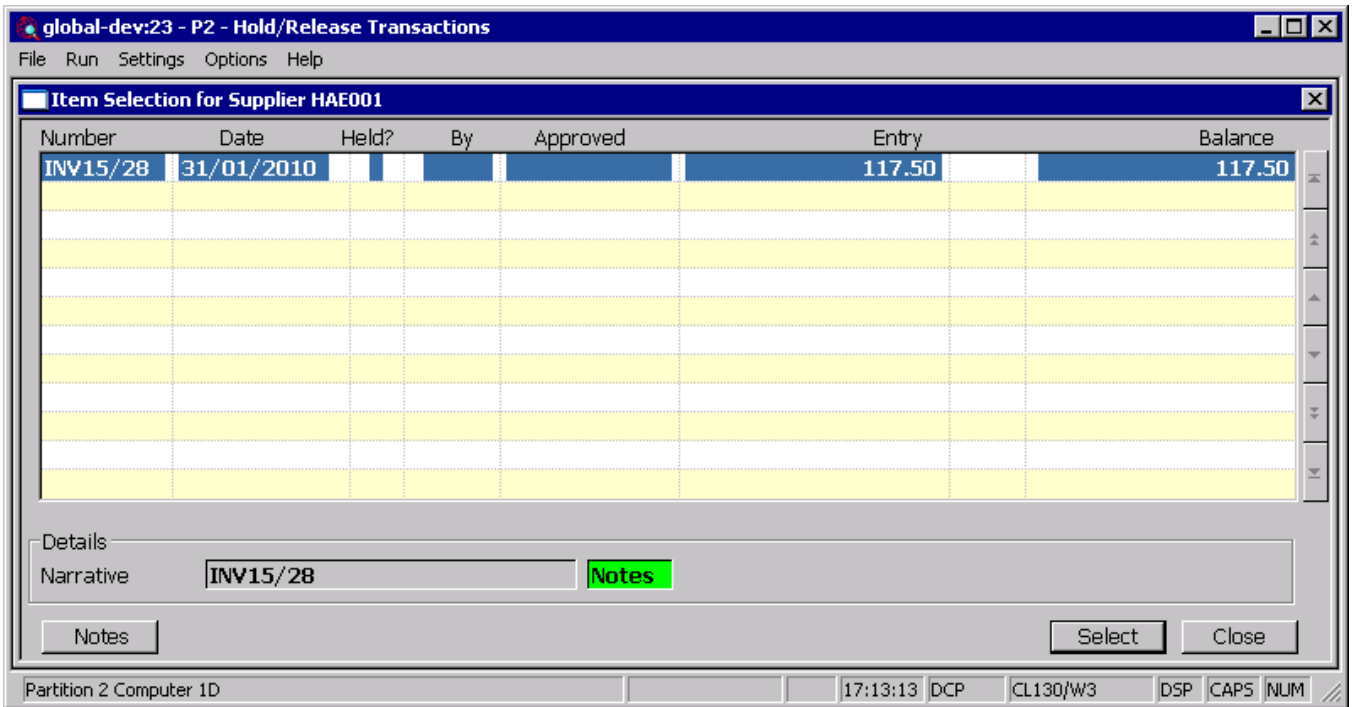 global-dev:23 - P2 - Hold/Release Transactions
File Run Settings Options Help
Item Selection for Supplier HAE001
Number Date Held? By Approved Entry Balance
INV15/28 31/01/2010 117.50 117.50
Details
Narrative INV15/28 Notes
Notes Select Close
Partition 2 Computer 1D 17:13:13 DCP CL130/W3 DSP CAPS NUM